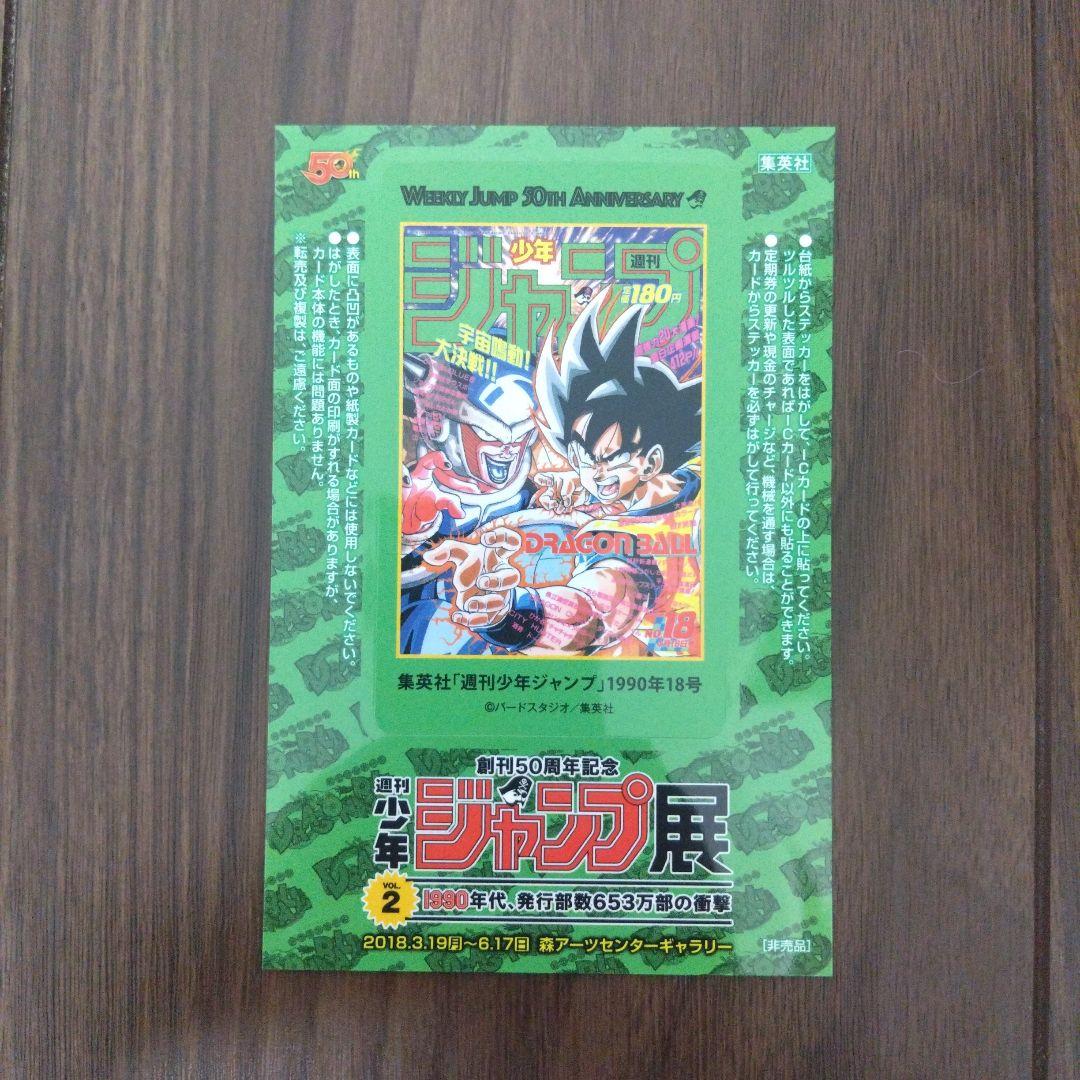 50th
集英社
WEEKLY JUMP 50TH ANNIVERSARY
●台紙からステッカーをはがして、ICカードの上に貼ってください。
ツルツルした表面であればICカード以外にも貼ることができます。
●定期券の更新や現金のチャージなど、機械を通す場合は、
カードからステッカーを必ずはがして行ってください。
●表面に凸凹があるものや紙製カードなどには使用しないでください。
●はがしたとき、カード面の印刷がすれる場合がありますが、
カード本体の機能には問題ありません。
※転売及び複製は、ご遠慮ください。
少年
週刊
ジャンプ
180円
宇宙鳴動!
大決戦!!
DRAGON BALL
NO.18
集英社「週刊少年ジャンプ」1990年18号
©バードスタジオ/集英社
創刊50周年記念
週刊
少年
ジャンプ展
VOL.
2
1990年代、発行部数653万部の衝撃
2018.3.19月~6.17日 森アーツセンターギャラリー
[非売品]